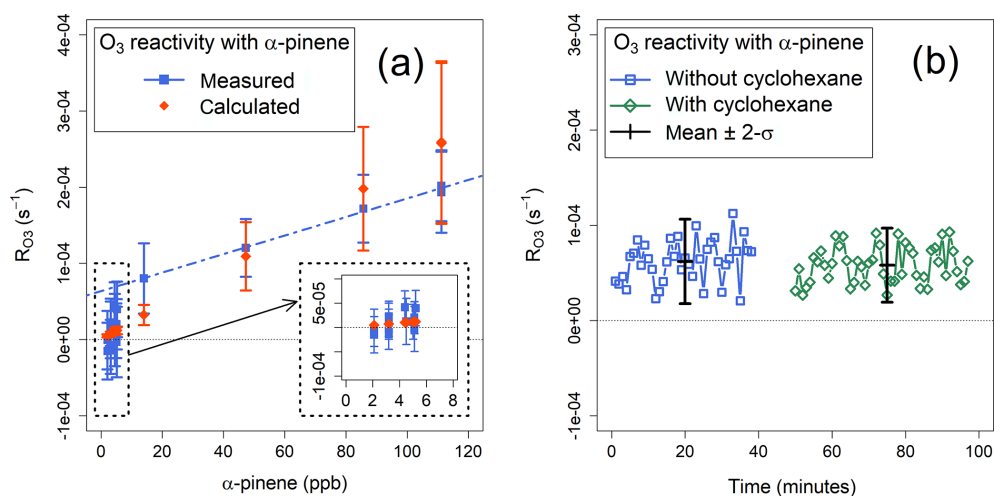 O₃ reactivity with α-pinene
Measured
Calculated
(a)
R_O3 (s⁻¹)
4e-04
3e-04
2e-04
1e-04
0e+00
-1e-04
5e-05
-1e-04
0 2 4 6 8
0 20 40 60 80 100 120
α-pinene (ppb)
O₃ reactivity with α-pinene
Without cyclohexane
With cyclohexane
Mean ± 2-σ
(b)
R_O3 (s⁻¹)
3e-04
2e-04
1e-04
0e+00
-1e-04
0 20 40 60 80 100
Time (minutes)